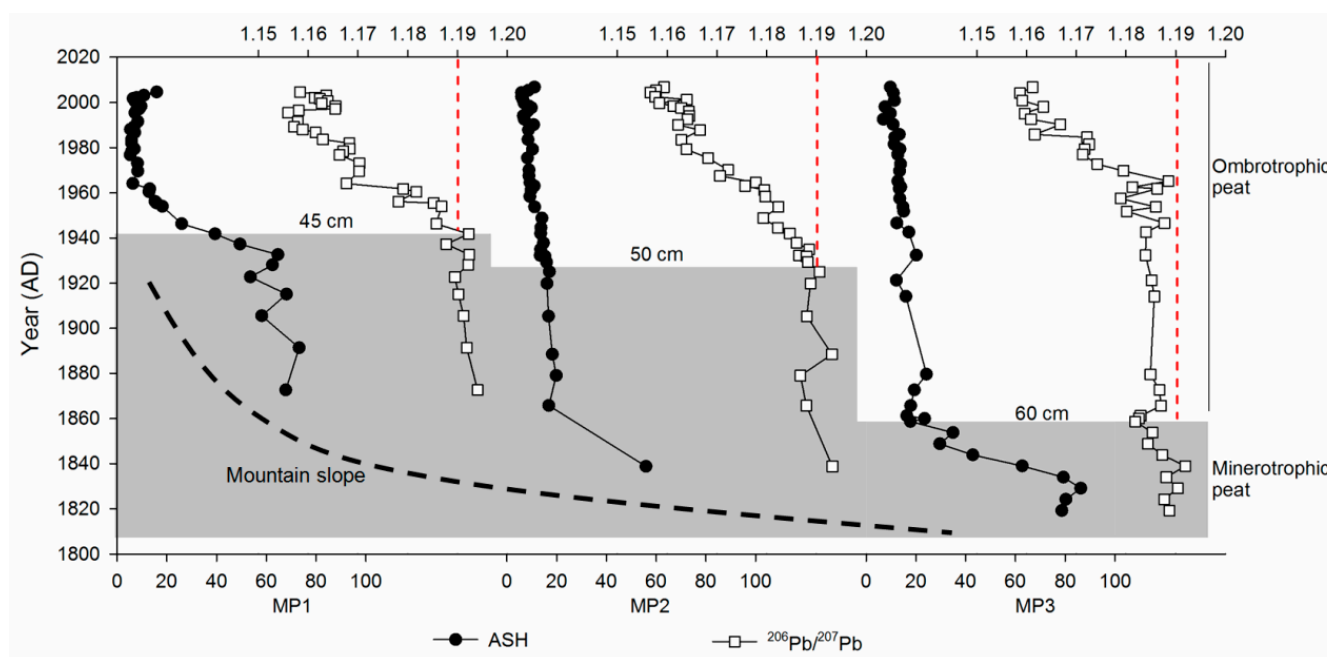 1.15 1.16 1.17 1.18 1.19 1.20 1.15 1.16 1.17 1.18 1.19 1.20 1.15 1.16 1.17 1.18 1.19 1.20
2020
2000
1980
1960
1940
1920
1900
1880
1860
1840
1820
1800
Year (AD)
45 cm
50 cm
60 cm
Mountain slope
Ombrotrophic
peat
Minerotrophic
peat
0 20 40 60 80 100 0 20 40 60 80 100 0 20 40 60 80 100 120
MP1 MP2 MP3
ASH ²⁰⁶Pb/²⁰⁷Pb